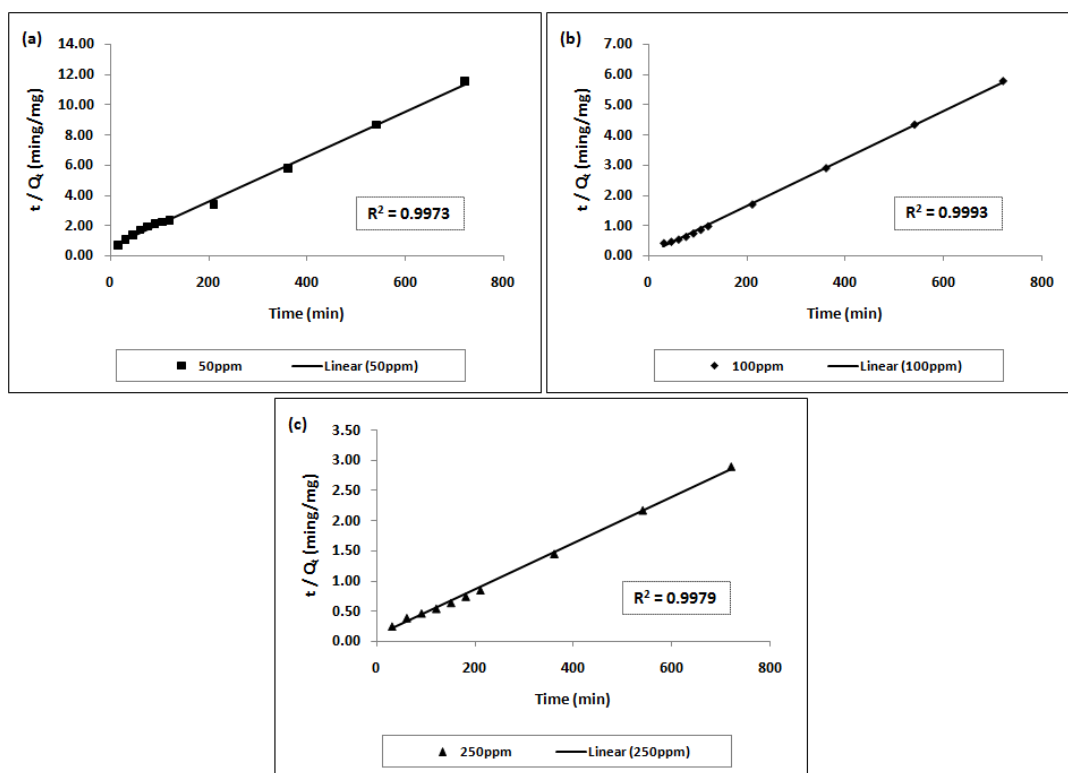 (a)
14.00
12.00
10.00
8.00
6.00
4.00
2.00
0.00
t / Qt (ming/mg)
R2 = 0.9973
0 200 400 600 800
Time (min)
50ppm Linear (50ppm)
(b)
7.00
6.00
5.00
4.00
3.00
2.00
1.00
0.00
t / Qt (ming/mg)
R2 = 0.9993
0 200 400 600 800
Time (min)
100ppm Linear (100ppm)
(c)
3.50
3.00
2.50
2.00
1.50
1.00
0.50
0.00
t / Qt (ming/mg)
R2 = 0.9979
0 200 400 600 800
Time (min)
250ppm Linear (250ppm)